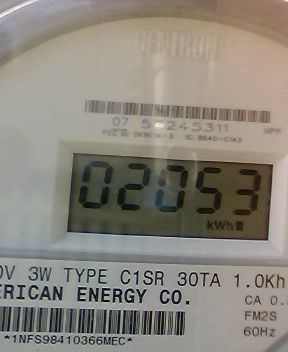 CENTRON
07 55245311
HPP
02053
kWh
0V 3W TYPE C1SR 30TA 1.0Kh
ERICAN ENERGY CO.
CA 0.
FM2S
60Hz
*1NFS98410366MEC*